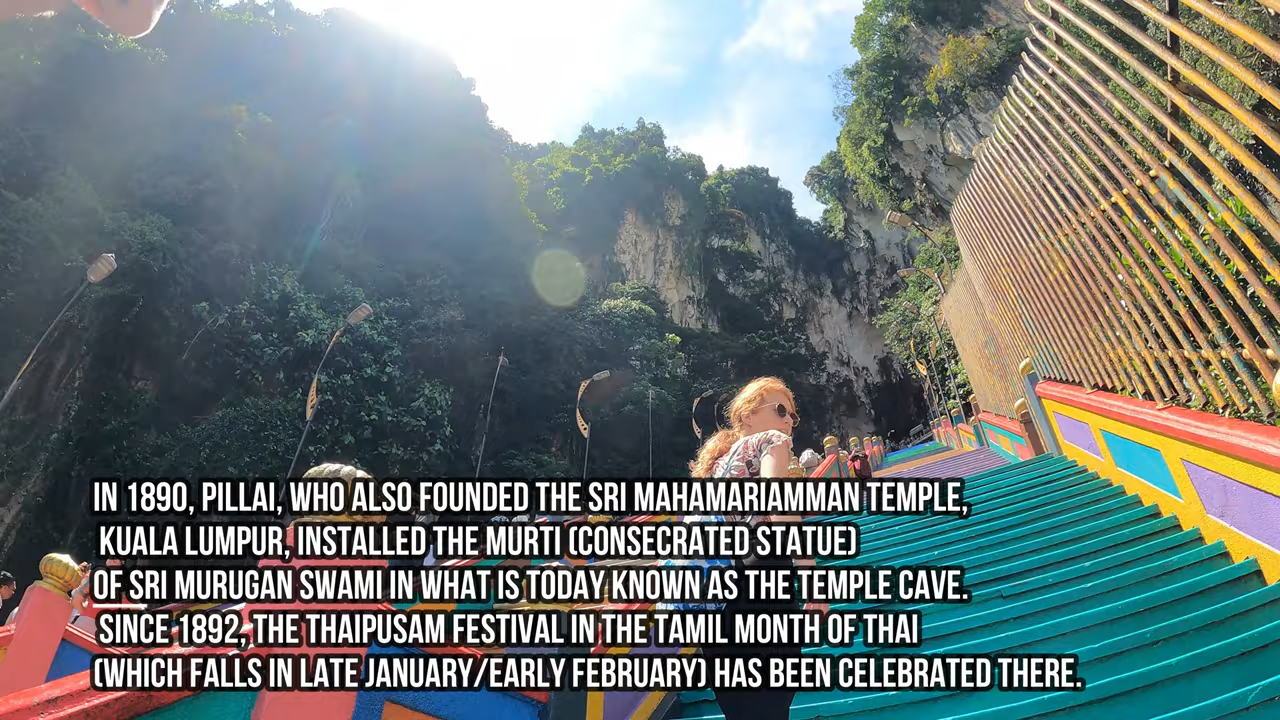 IN 1890, PILLAI, WHO ALSO FOUNDED THE SRI MAHAMARIAMMAN TEMPLE,
KUALA LUMPUR, INSTALLED THE MURTI (CONSECRATED STATUE)
OF SRI MURUGAN SWAMI IN WHAT IS TODAY KNOWN AS THE TEMPLE CAVE.
SINCE 1892, THE THAIPUSAM FESTIVAL IN THE TAMIL MONTH OF THAI
(WHICH FALLS IN LATE JANUARY/EARLY FEBRUARY) HAS BEEN CELEBRATED THERE.